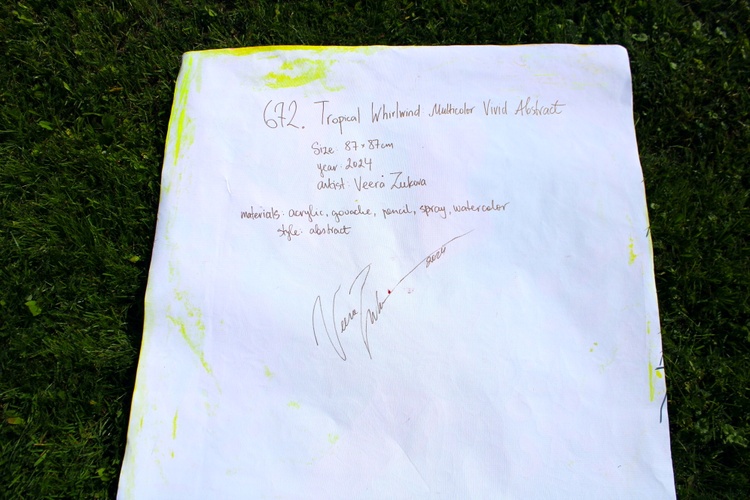 672. Tropical Whirlwind Multicolor Vivid Abstract
Size: 87×87cm
year: 2024
artist: Veera Zukova
materials: acrylic, gouache, pencil, spray, watercolor
style: abstract
Veera